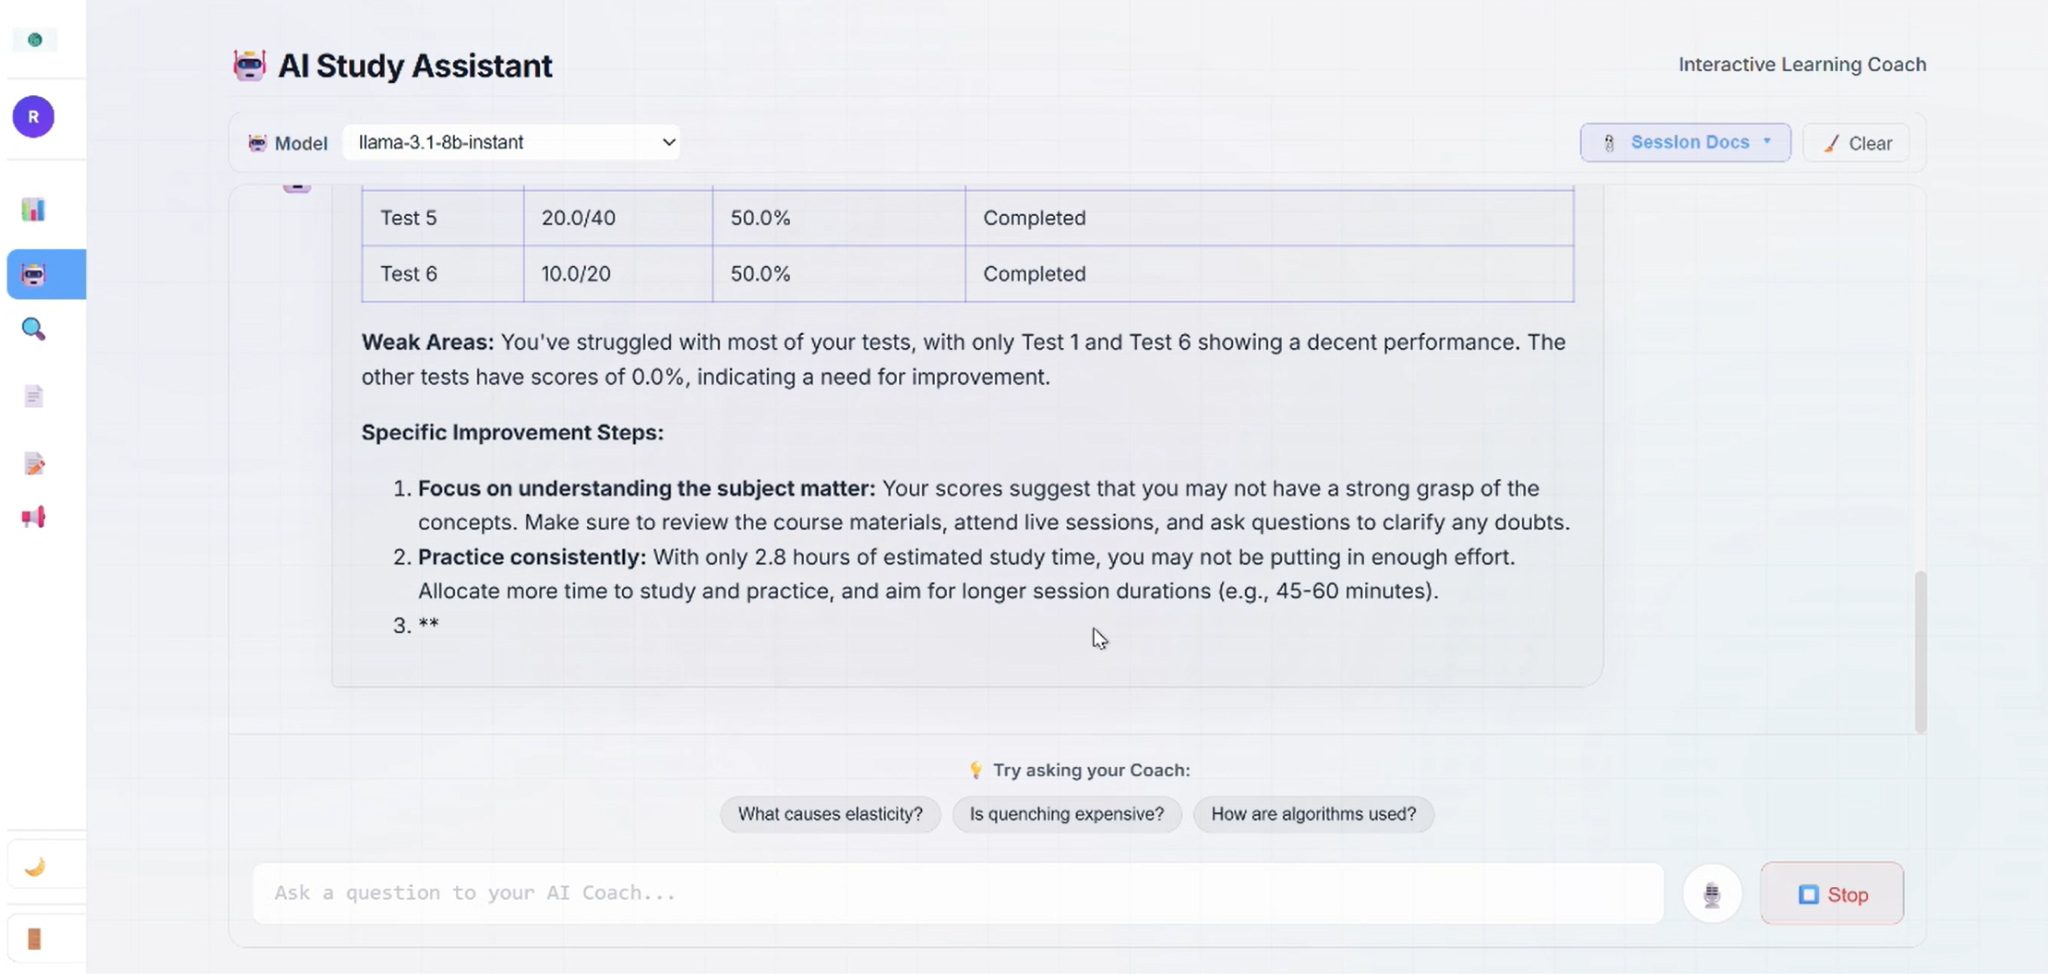 AI Study Assistant
Interactive Learning Coach
R
Model
llama-3.1-8b-instant
Session Docs
Clear
Test 5 20.0/40 50.0% Completed
Test 6 10.0/20 50.0% Completed
Weak Areas: You've struggled with most of your tests, with only Test 1 and Test 6 showing a decent performance. The
other tests have scores of 0.0%, indicating a need for improvement.
Specific Improvement Steps:
1. Focus on understanding the subject matter: Your scores suggest that you may not have a strong grasp of the
concepts. Make sure to review the course materials, attend live sessions, and ask questions to clarify any doubts.
2. Practice consistently: With only 2.8 hours of estimated study time, you may not be putting in enough effort.
Allocate more time to study and practice, and aim for longer session durations (e.g., 45-60 minutes).
3. **
Try asking your Coach:
What causes elasticity?
Is quenching expensive?
How are algorithms used?
Ask a question to your AI Coach...
Stop